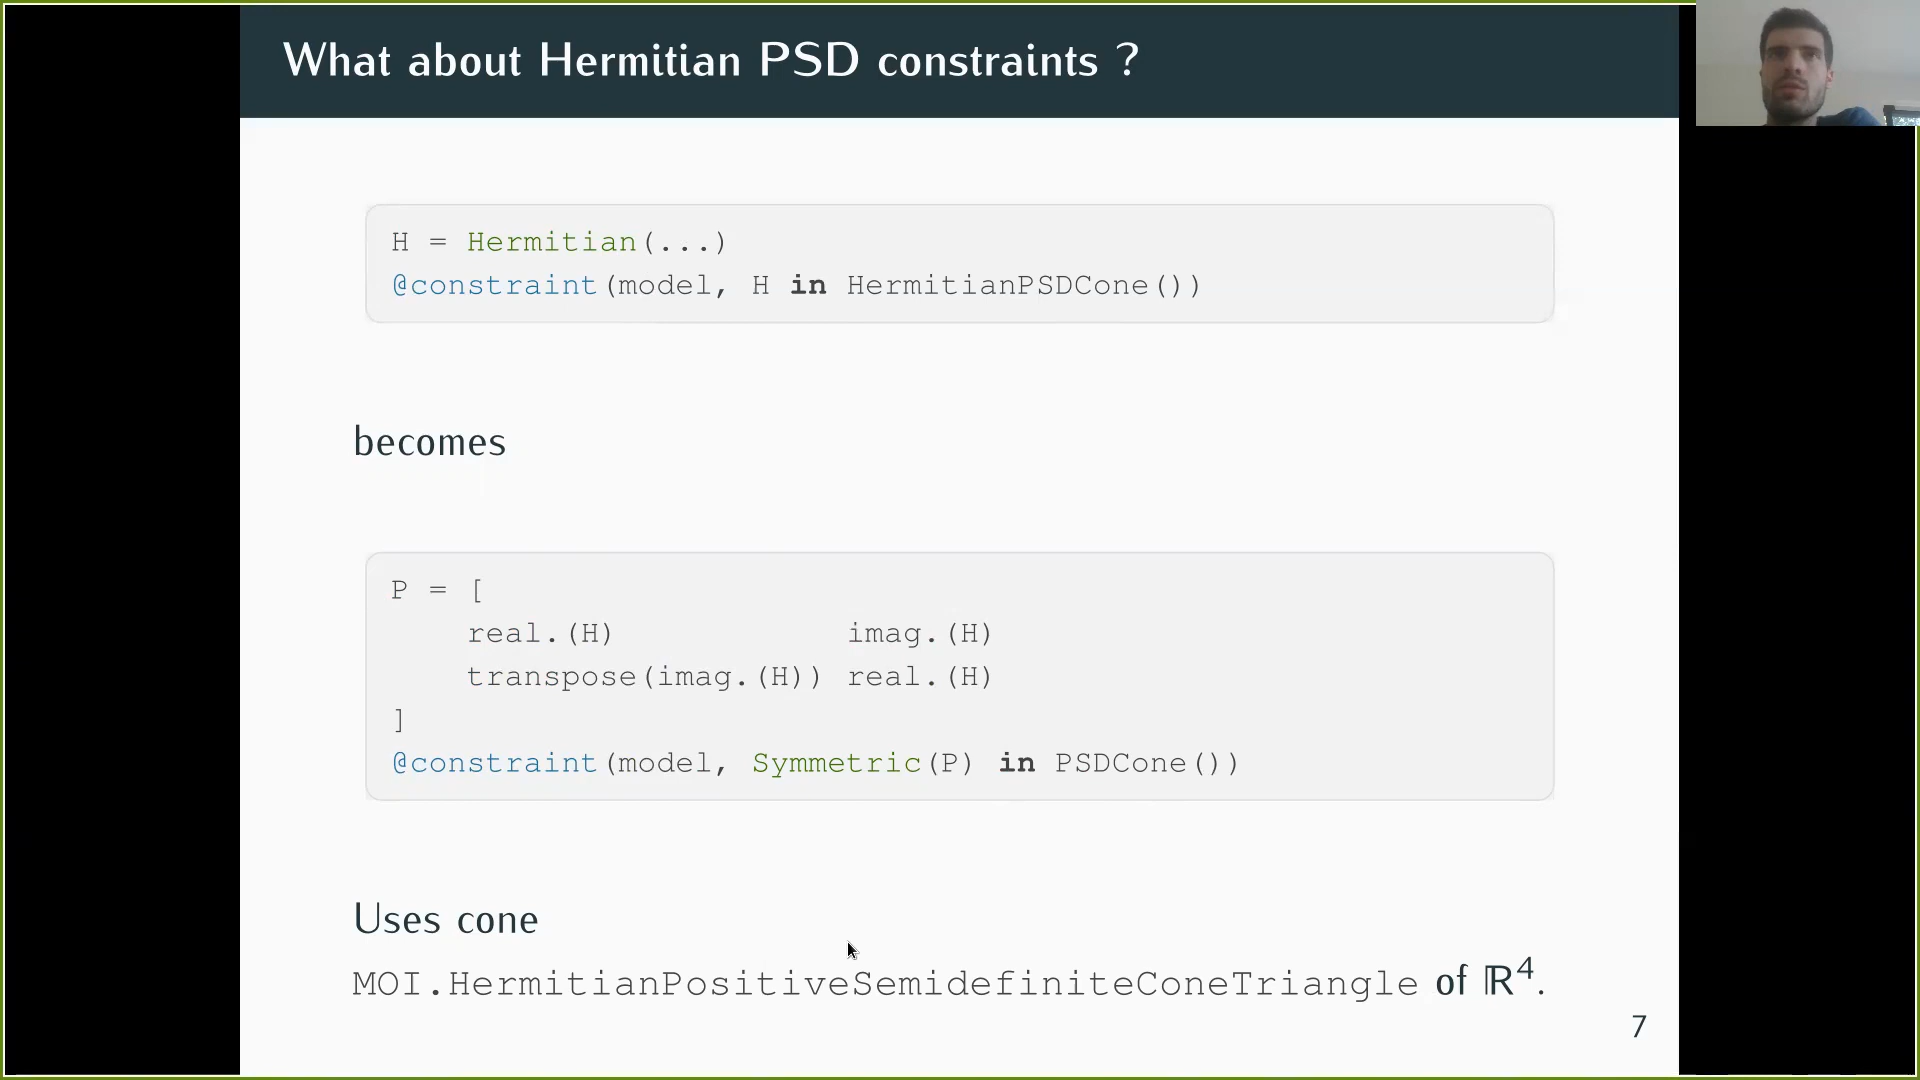 What about Hermitian PSD constraints ?
H = Hermitian(...)
@constraint(model, H in HermitianPSDCone())
becomes
P = [
real.(H) imag.(H)
transpose(imag.(H)) real.(H)
]
@constraint(model, Symmetric(P) in PSDCone())
Uses cone
MOI.HermitianPositiveSemidefiniteConeTriangle of ℝ⁴.
7